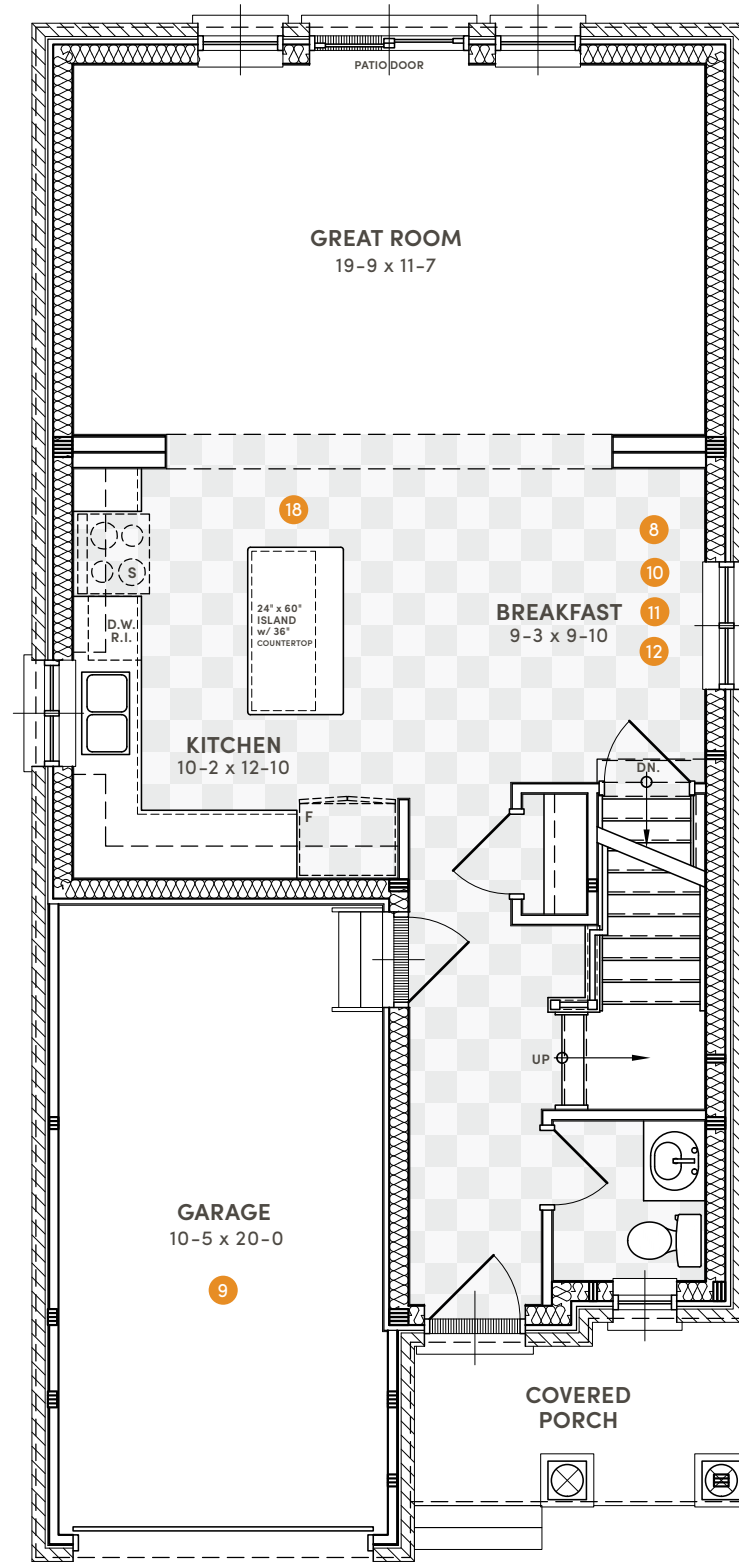 PATIO DOOR
GREAT ROOM
19-9 x 11-7
18
8
10
11
12
S
D.W.
R.I.
24" x 60"
ISLAND
w/ 36"
COUNTERTOP
BREAKFAST
9-3 x 9-10
KITCHEN
10-2 x 12-10
DN.
F
UP
GARAGE
10-5 x 20-0
9
COVERED
PORCH